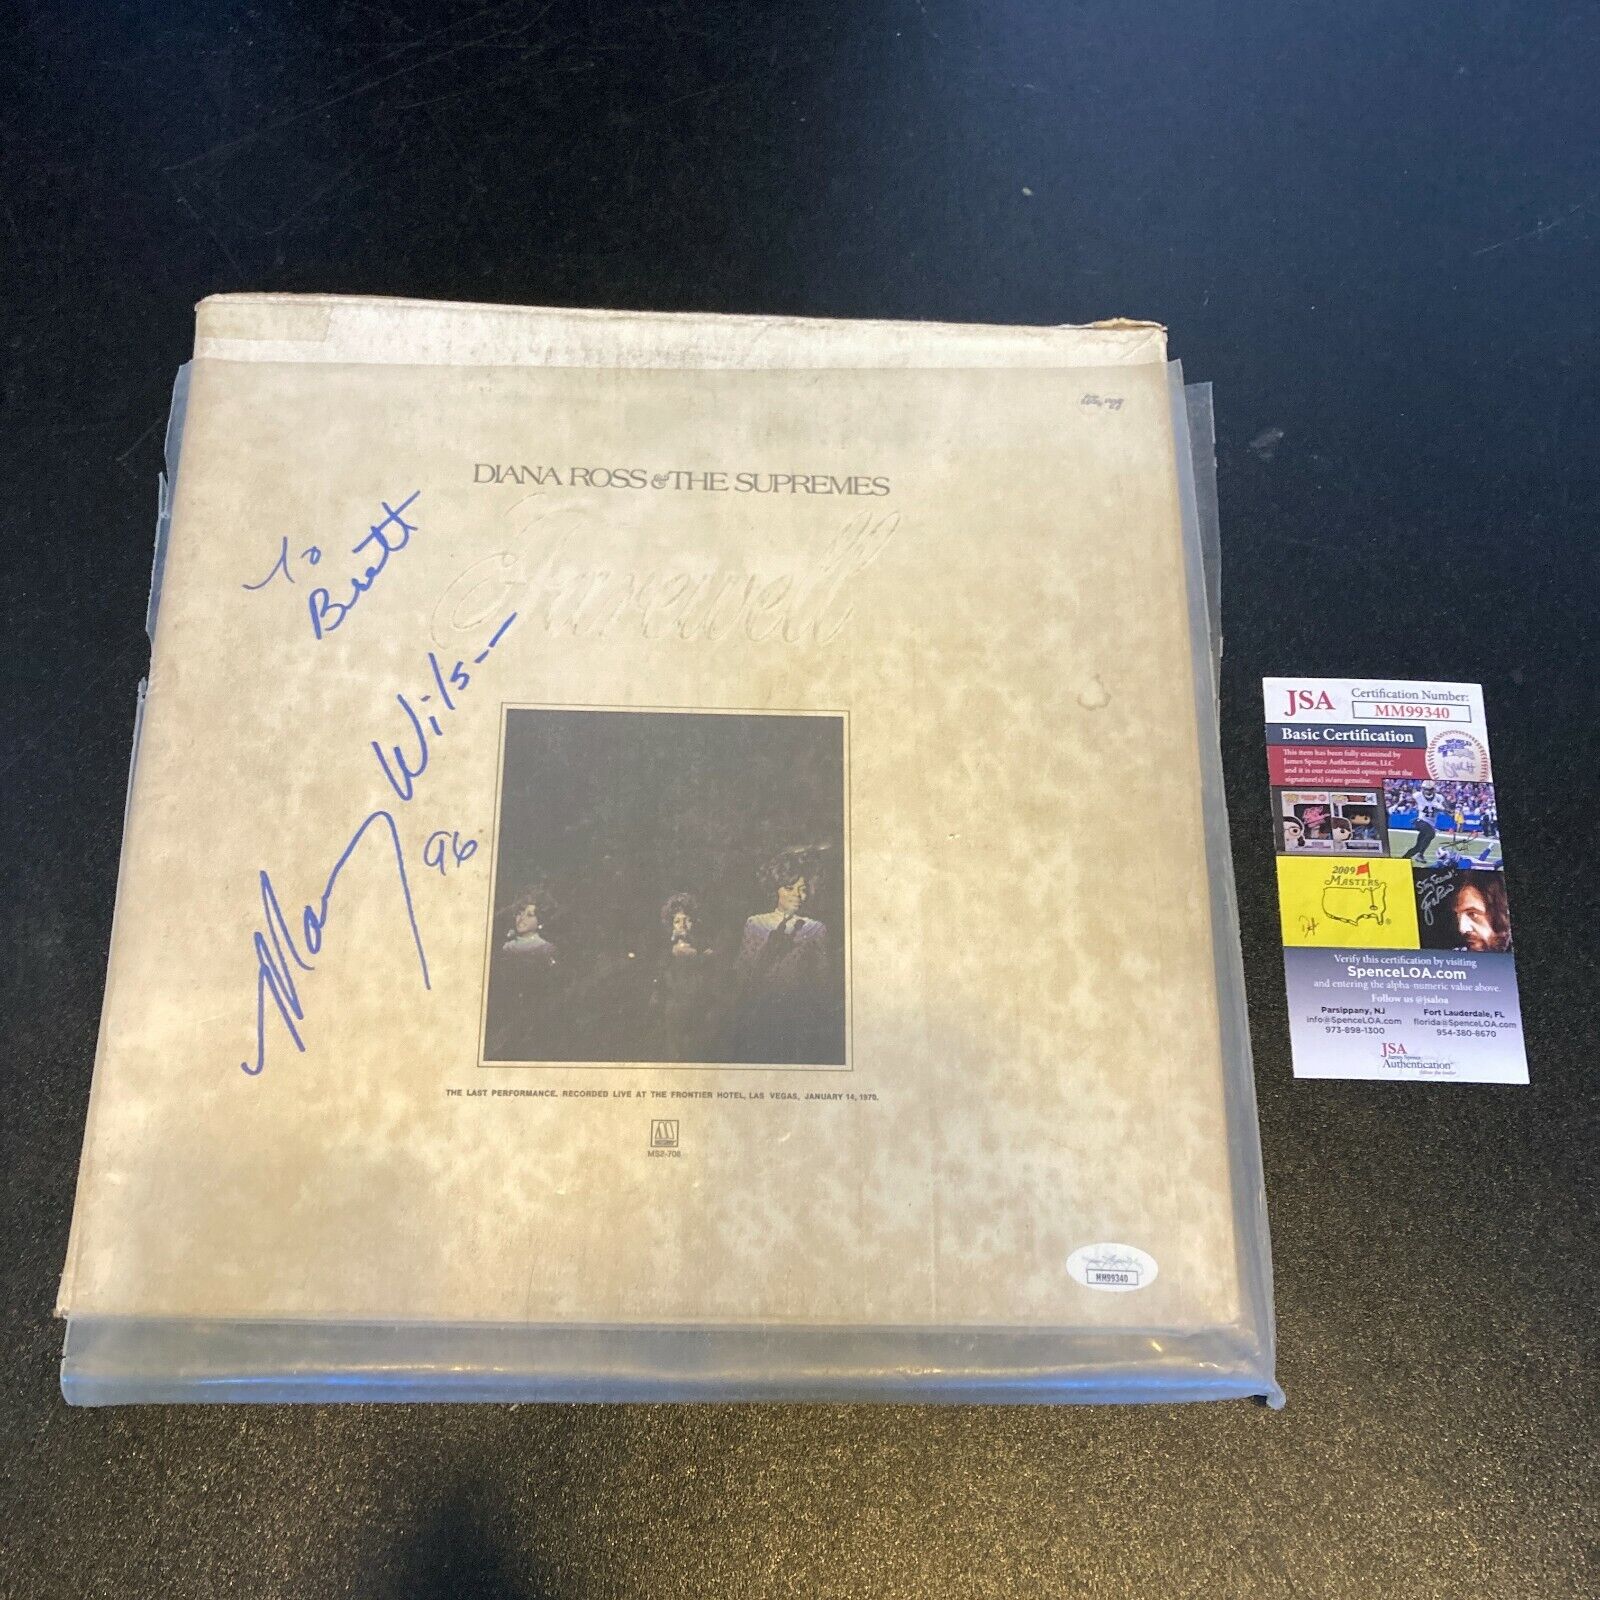 DIANA ROSS & THE SUPREMES
Farewell
To
Brett
Mary Wilson
96
THE LAST PERFORMANCE. RECORDED LIVE AT THE FRONTIER HOTEL, LAS VEGAS, JANUARY 14, 1970.
MS2-708
MM99340
JSA
Certification Number:
MM99340
Basic Certification
This item has been fully examined by
James Spence Authentication, LLC
and it is our considered opinion that the
signature(s) is/are genuine.
2009
MASTERS
Verify this certification by visiting
SpenceLOA.com
and entering the alpha-numeric value above.
Follow us @jsaloa
Parsippany, NJ
info@SpenceLOA.com
973-898-1300
Fort Lauderdale, FL
florida@SpenceLOA.com
954-380-8670
JSA
James Spence
Authentication